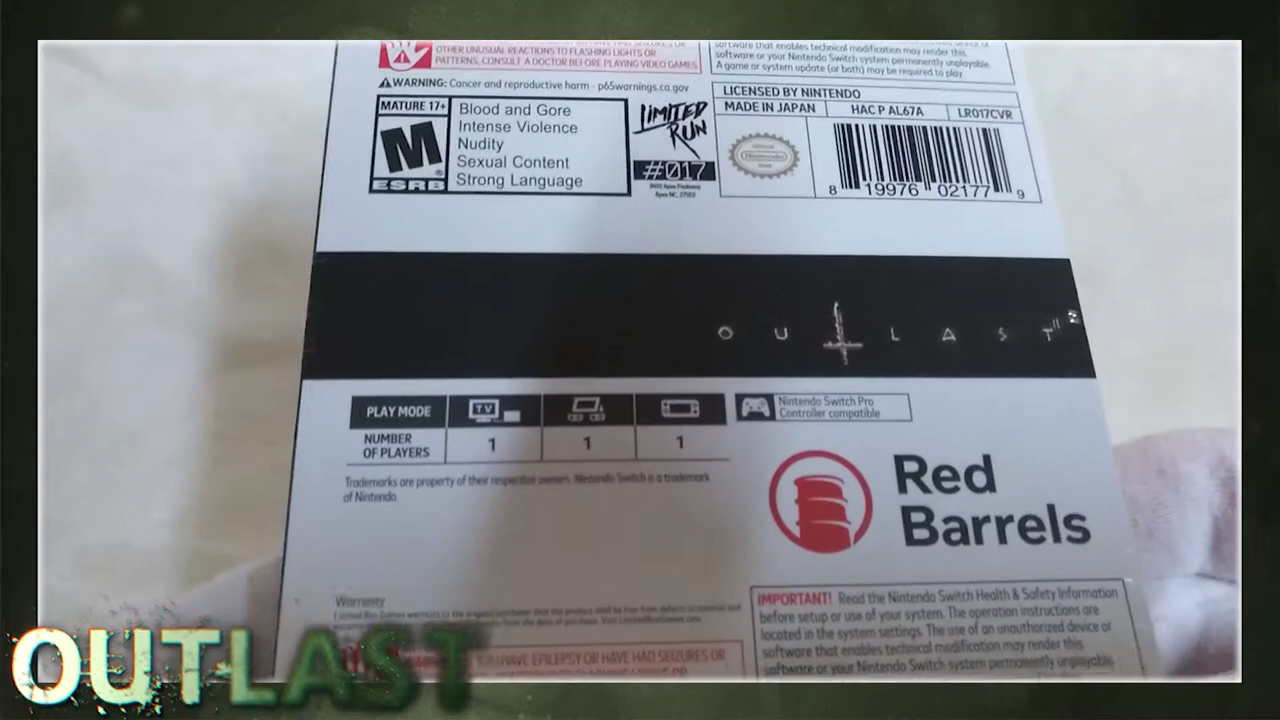 OTHER UNUSUAL REACTIONS TO FLASHING LIGHTS OR
PATTERNS, CONSULT A DOCTOR BEFORE PLAYING VIDEO GAMES.
software that enables technical modification may render this
software or your Nintendo Switch system permanently unplayable.
A game or system update (or both) may be required to play
WARNING: Cancer and reproductive harm - p65warnings.ca.gov
MATURE 17+
M
®
ESRB
Blood and Gore
Intense Violence
Nudity
Sexual Content
Strong Language
LIMITED
RUN
#017
Apex NC, 27502
LICENSED BY NINTENDO
MADE IN JAPAN
HAC P AL67A
LR017CVR
Official
Nintendo
Seal
8 19976 02177 9
OUTLAST II
PLAY MODE
TV
NUMBER
OF PLAYERS
1
1
1
Nintendo Switch Pro
Controller compatible
Trademarks are property of their respective owners. Nintendo Switch is a trademark
of Nintendo.
Red
Barrels
Warranty
IMPORTANT! Read the Nintendo Switch Health & Safety Information
before setup or use of your system. The operation instructions are
located in the system settings. The use of an unauthorized device or
software that enables technical modification may render this
software or your Nintendo Switch system permanently unplayable
HAVE EPILEPSY OR HAVE HAD SEIZURES OR
OUTLAST